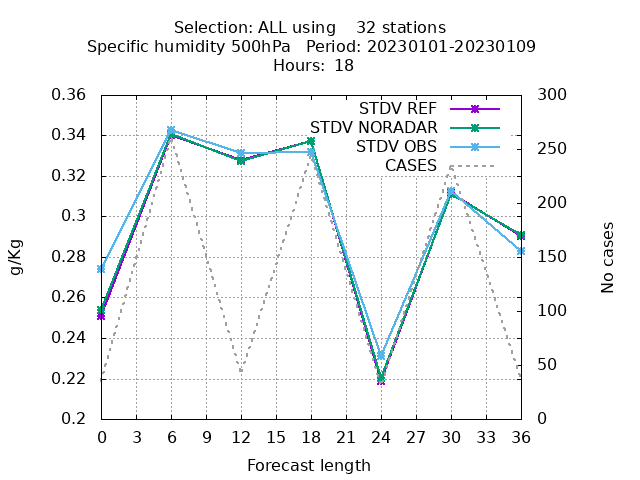 Selection: ALL using    32 stations
Specific humidity 500hPa   Period: 20230101-20230109
Hours: 18
0.36
0.34
0.32
0.3
0.28
0.26
0.24
0.22
0.2
300
250
200
150
100
50
0
0 3 6 9 12 15 18 21 24 27 30 33 36
g/Kg
No cases
Forecast length
STDV REF
STDV NORADAR
STDV OBS
CASES